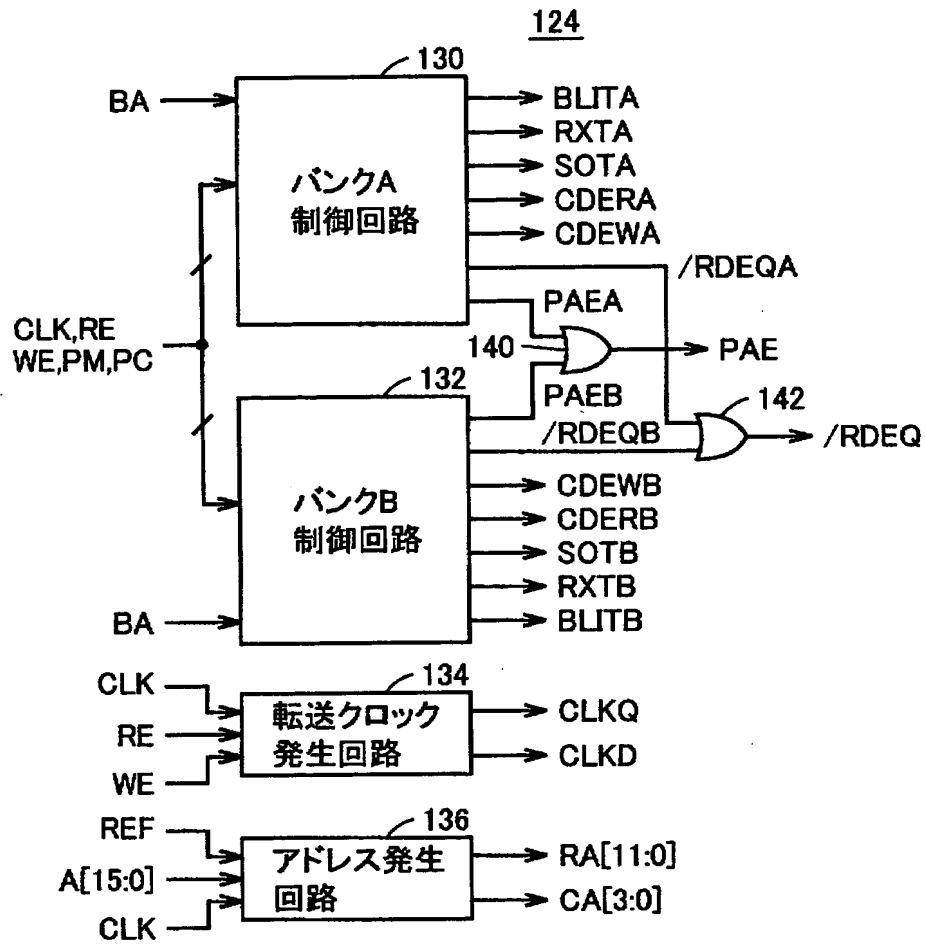 124
130
BA
バンクA
制御回路
BLITA
RXTA
SOTA
CDERA
CDEWA
/RDEQA
PAEA
CLK,RE
WE,PM,PC
140
PAE
132
PAEB
142
/RDEQB
/RDEQ
バンクB
制御回路
CDEWB
CDERB
SOTB
RXTB
BLITB
BA
134
CLK
RE
WE
転送クロック
発生回路
CLKQ
CLKD
136
REF
A[15:0]
CLK
アドレス発生
回路
RA[11:0]
CA[3:0]